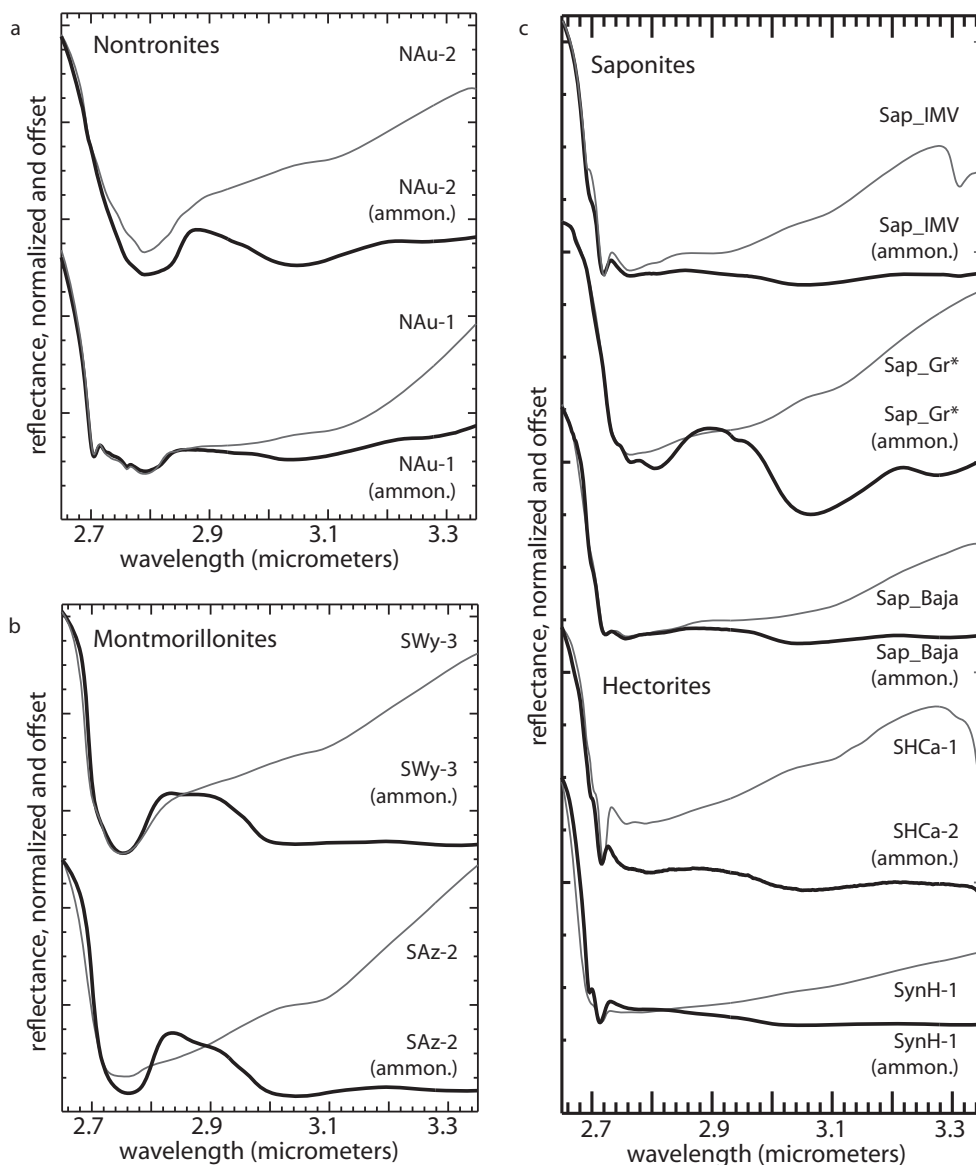 a
Nontronites
NAu-2
NAu-2
(ammon.)
NAu-1
NAu-1
(ammon.)
reflectance, normalized and offset
2.7 2.9 3.1 3.3
wavelength (micrometers)
b
Montmorillonites
SWy-3
SWy-3
(ammon.)
SAz-2
SAz-2
(ammon.)
reflectance, normalized and offset
2.7 2.9 3.1 3.3
wavelength (micrometers)
c
Saponites
Sap_IMV
Sap_IMV
(ammon.)
Sap_Gr*
Sap_Gr*
(ammon.)
Sap_Baja
Sap_Baja
(ammon.)
Hectorites
SHCa-1
SHCa-2
(ammon.)
SynH-1
SynH-1
(ammon.)
reflectance, normalized and offset
2.7 2.9 3.1 3.3
wavelength (micrometers)